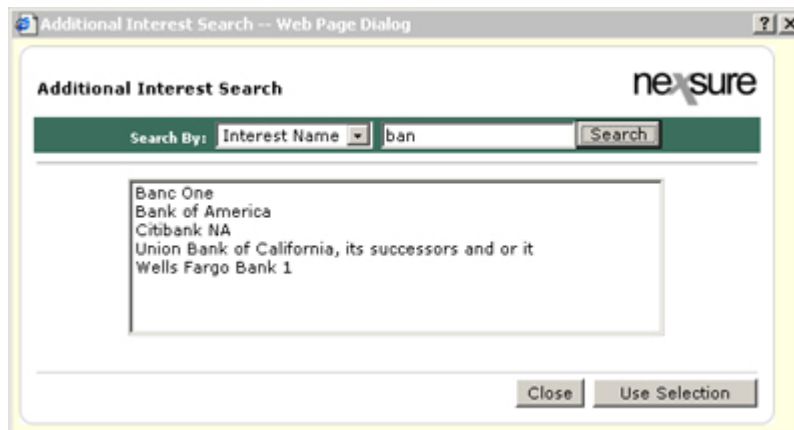 Additional Interest Search -- Web Page Dialog
? X
Additional Interest Search
nexsure
Search By: Interest Name ban Search
Banc One
Bank of America
Citibank NA
Union Bank of California, its successors and or it
Wells Fargo Bank 1
Close Use Selection